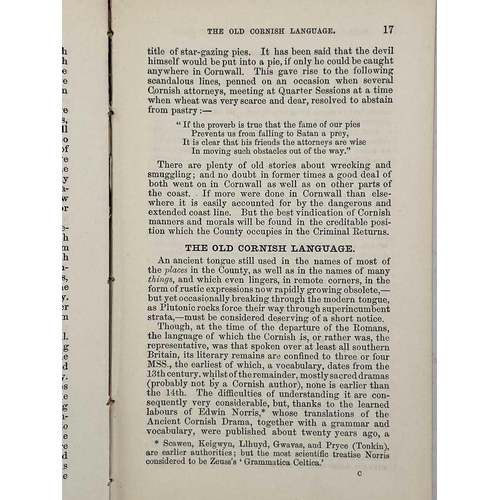 THE OLD CORNISH LANGUAGE. 17
title of star-gazing pies. It has been said that the devil
himself would be put into a pie, if only he could be caught
anywhere in Cornwall. This gave rise to the following
scandalous lines, penned on an occasion when several
Cornish attorneys, meeting at Quarter Sessions at a time
when wheat was very scarce and dear, resolved to abstain
from pastry:—
"If the proverb is true that the fame of our pies
Prevents us from falling to Satan a prey,
It is clear that his friends the attorneys are wise
In moving such obstacles out of the way."
There are plenty of old stories about wrecking and
smuggling; and no doubt in former times a good deal of
both went on in Cornwall as well as on other parts of
the coast. If more were done in Cornwall than else-
where it is easily accounted for by the dangerous and
extended coast line. But the best vindication of Cornish
manners and morals will be found in the creditable posi-
tion which the County occupies in the Criminal Returns.
THE OLD CORNISH LANGUAGE.
An ancient tongue still used in the names of most of
the places in the County, as well as in the names of many
things, and which even lingers, in remote corners, in the
form of rustic expressions now rapidly growing obsolete,—
but yet occasionally breaking through the modern tongue,
as Plutonic rocks force their way through superincumbent
strata,—must be considered deserving of a short notice.
Though, at the time of the departure of the Romans,
the language of which the Cornish is, or rather was, the
representative, was that spoken over at least all southern
Britain, its literary remains are confined to three or four
MSS., the earliest of which, a vocabulary, dates from the
13th century, whilst of the remainder, mostly sacred dramas
(probably not by a Cornish author), none is earlier than
the 14th. The difficulties of understanding it are con-
sequently very considerable, but, thanks to the learned
labours of Edwin Norris,* whose translations of the
Ancient Cornish Drama, together with a grammar and
vocabulary, were published about twenty years ago, a
* Scawen, Keigwyn, Llhuyd, Gwavas, and Pryce (Tonkin),
are earlier authorities; but the most scientific treatise Norris
considered to be Zeuss's 'Grammatica Celtica.'
C